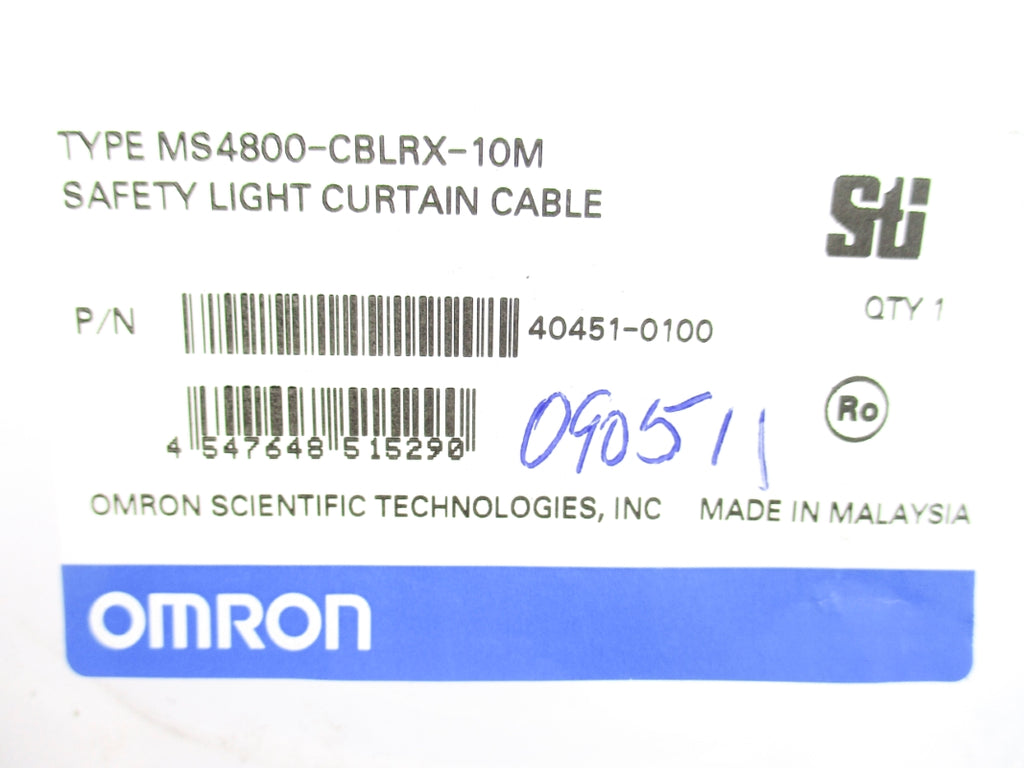 TYPE MS4800-CBLRX-10M
SAFETY LIGHT CURTAIN CABLE
Sti
P/N 40451-0100
QTY 1
4 547648 515290
090511
Ro
OMRON SCIENTIFIC TECHNOLOGIES, INC MADE IN MALAYSIA
OMRON